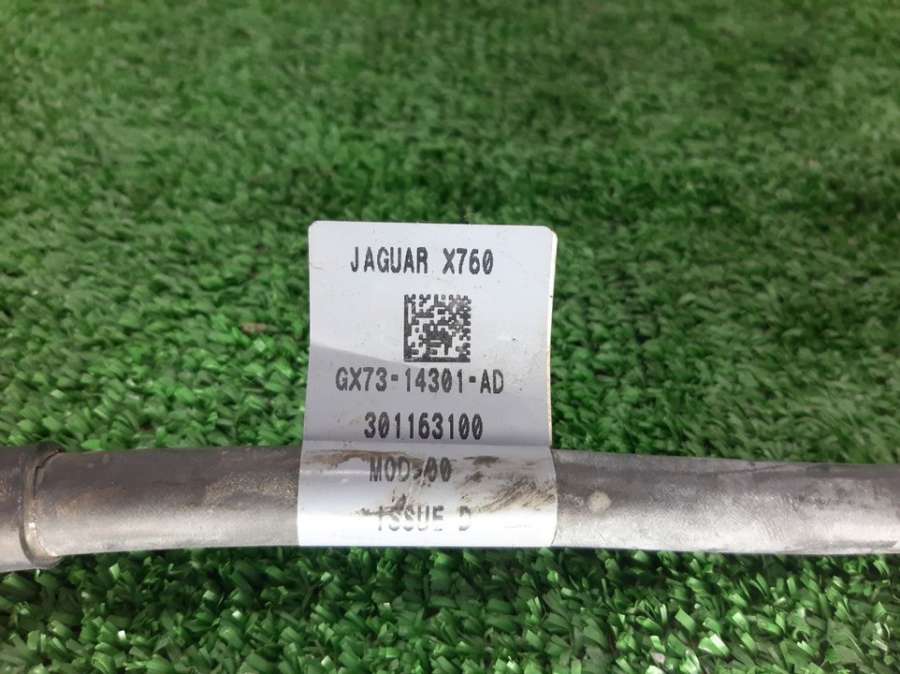 JAGUAR X760
GX73-14301-AD
301163100
MOD-00
ISSUE D